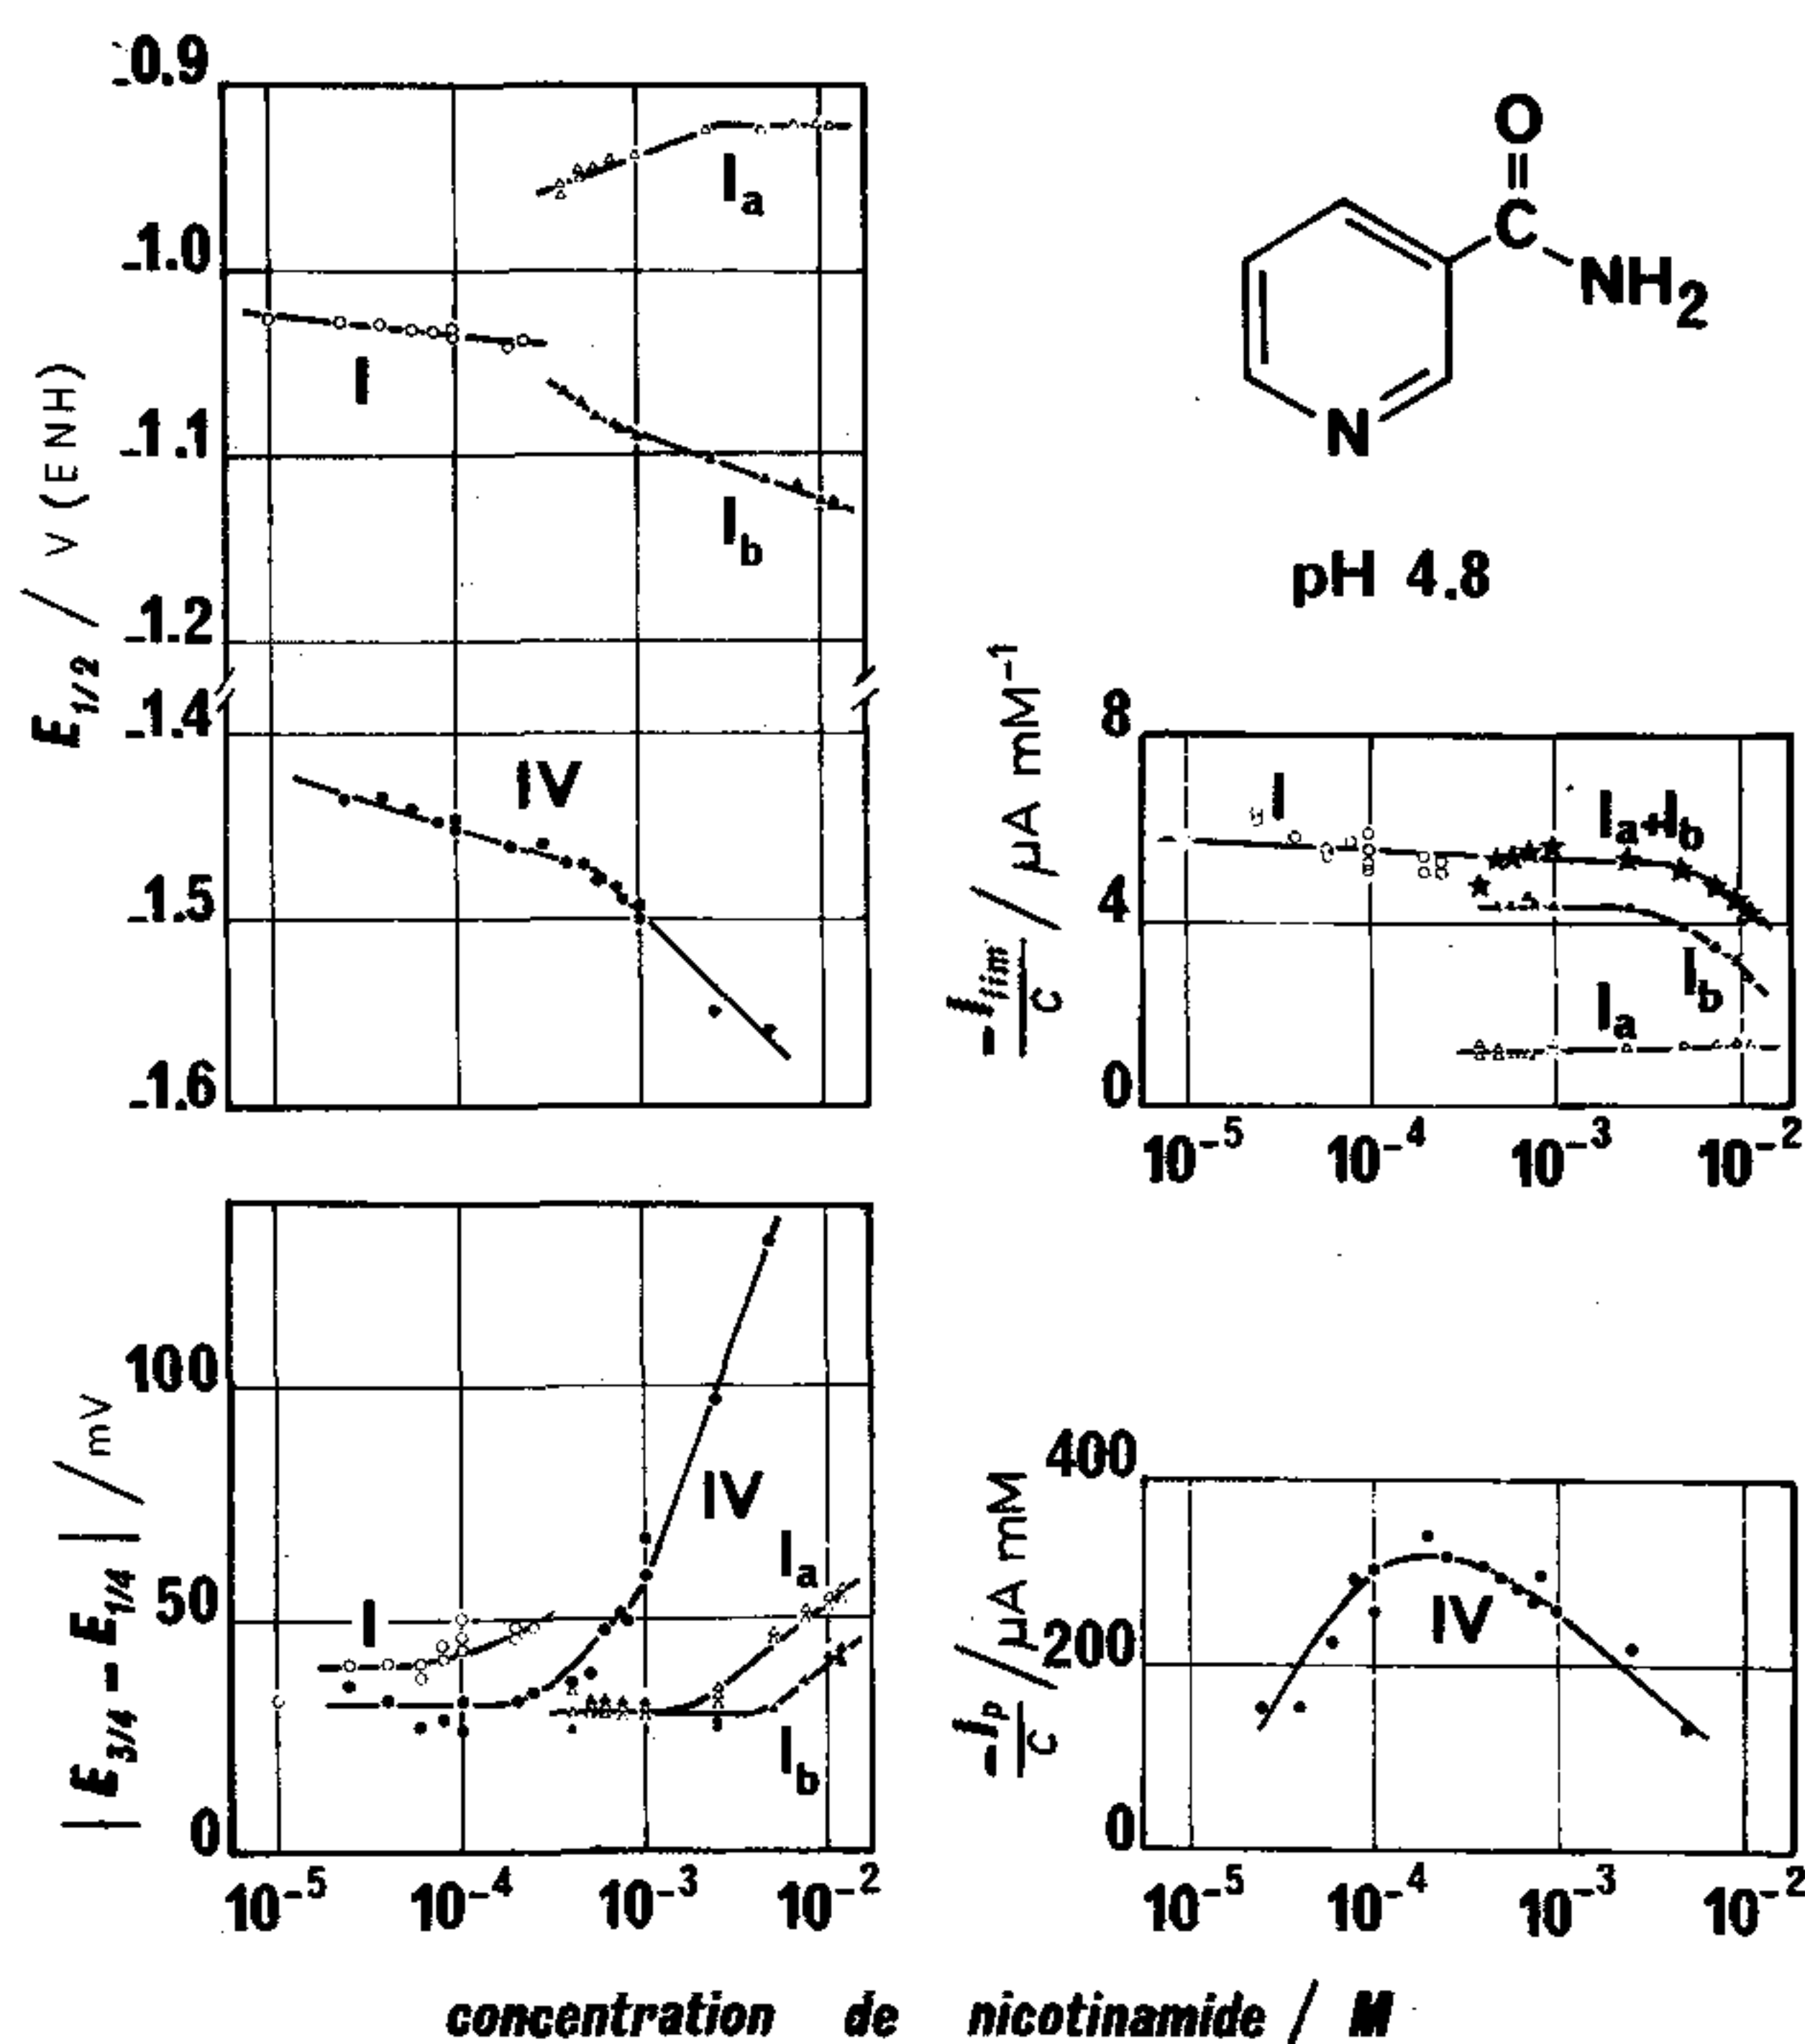 -0.9
-1.0
-1.1
-1.2
-1.4
-1.5
-1.6
E1/2 / V (ENH)
Ia
I
Ib
IV
O
C
NH2
N
pH 4.8
8
4
0
-Ilim / C / µA mM-1
I
Ia+Ib
Ib
Ia
10-5 10-4 10-3 10-2
100
50
0
| E3/4 - E1/4 | / mV
I
IV
Ia
Ib
10-5 10-4 10-3 10-2
400
200
0
-Ip / C / µA mM
IV
10-5 10-4 10-3 10-2
concentration de nicotinamide / M